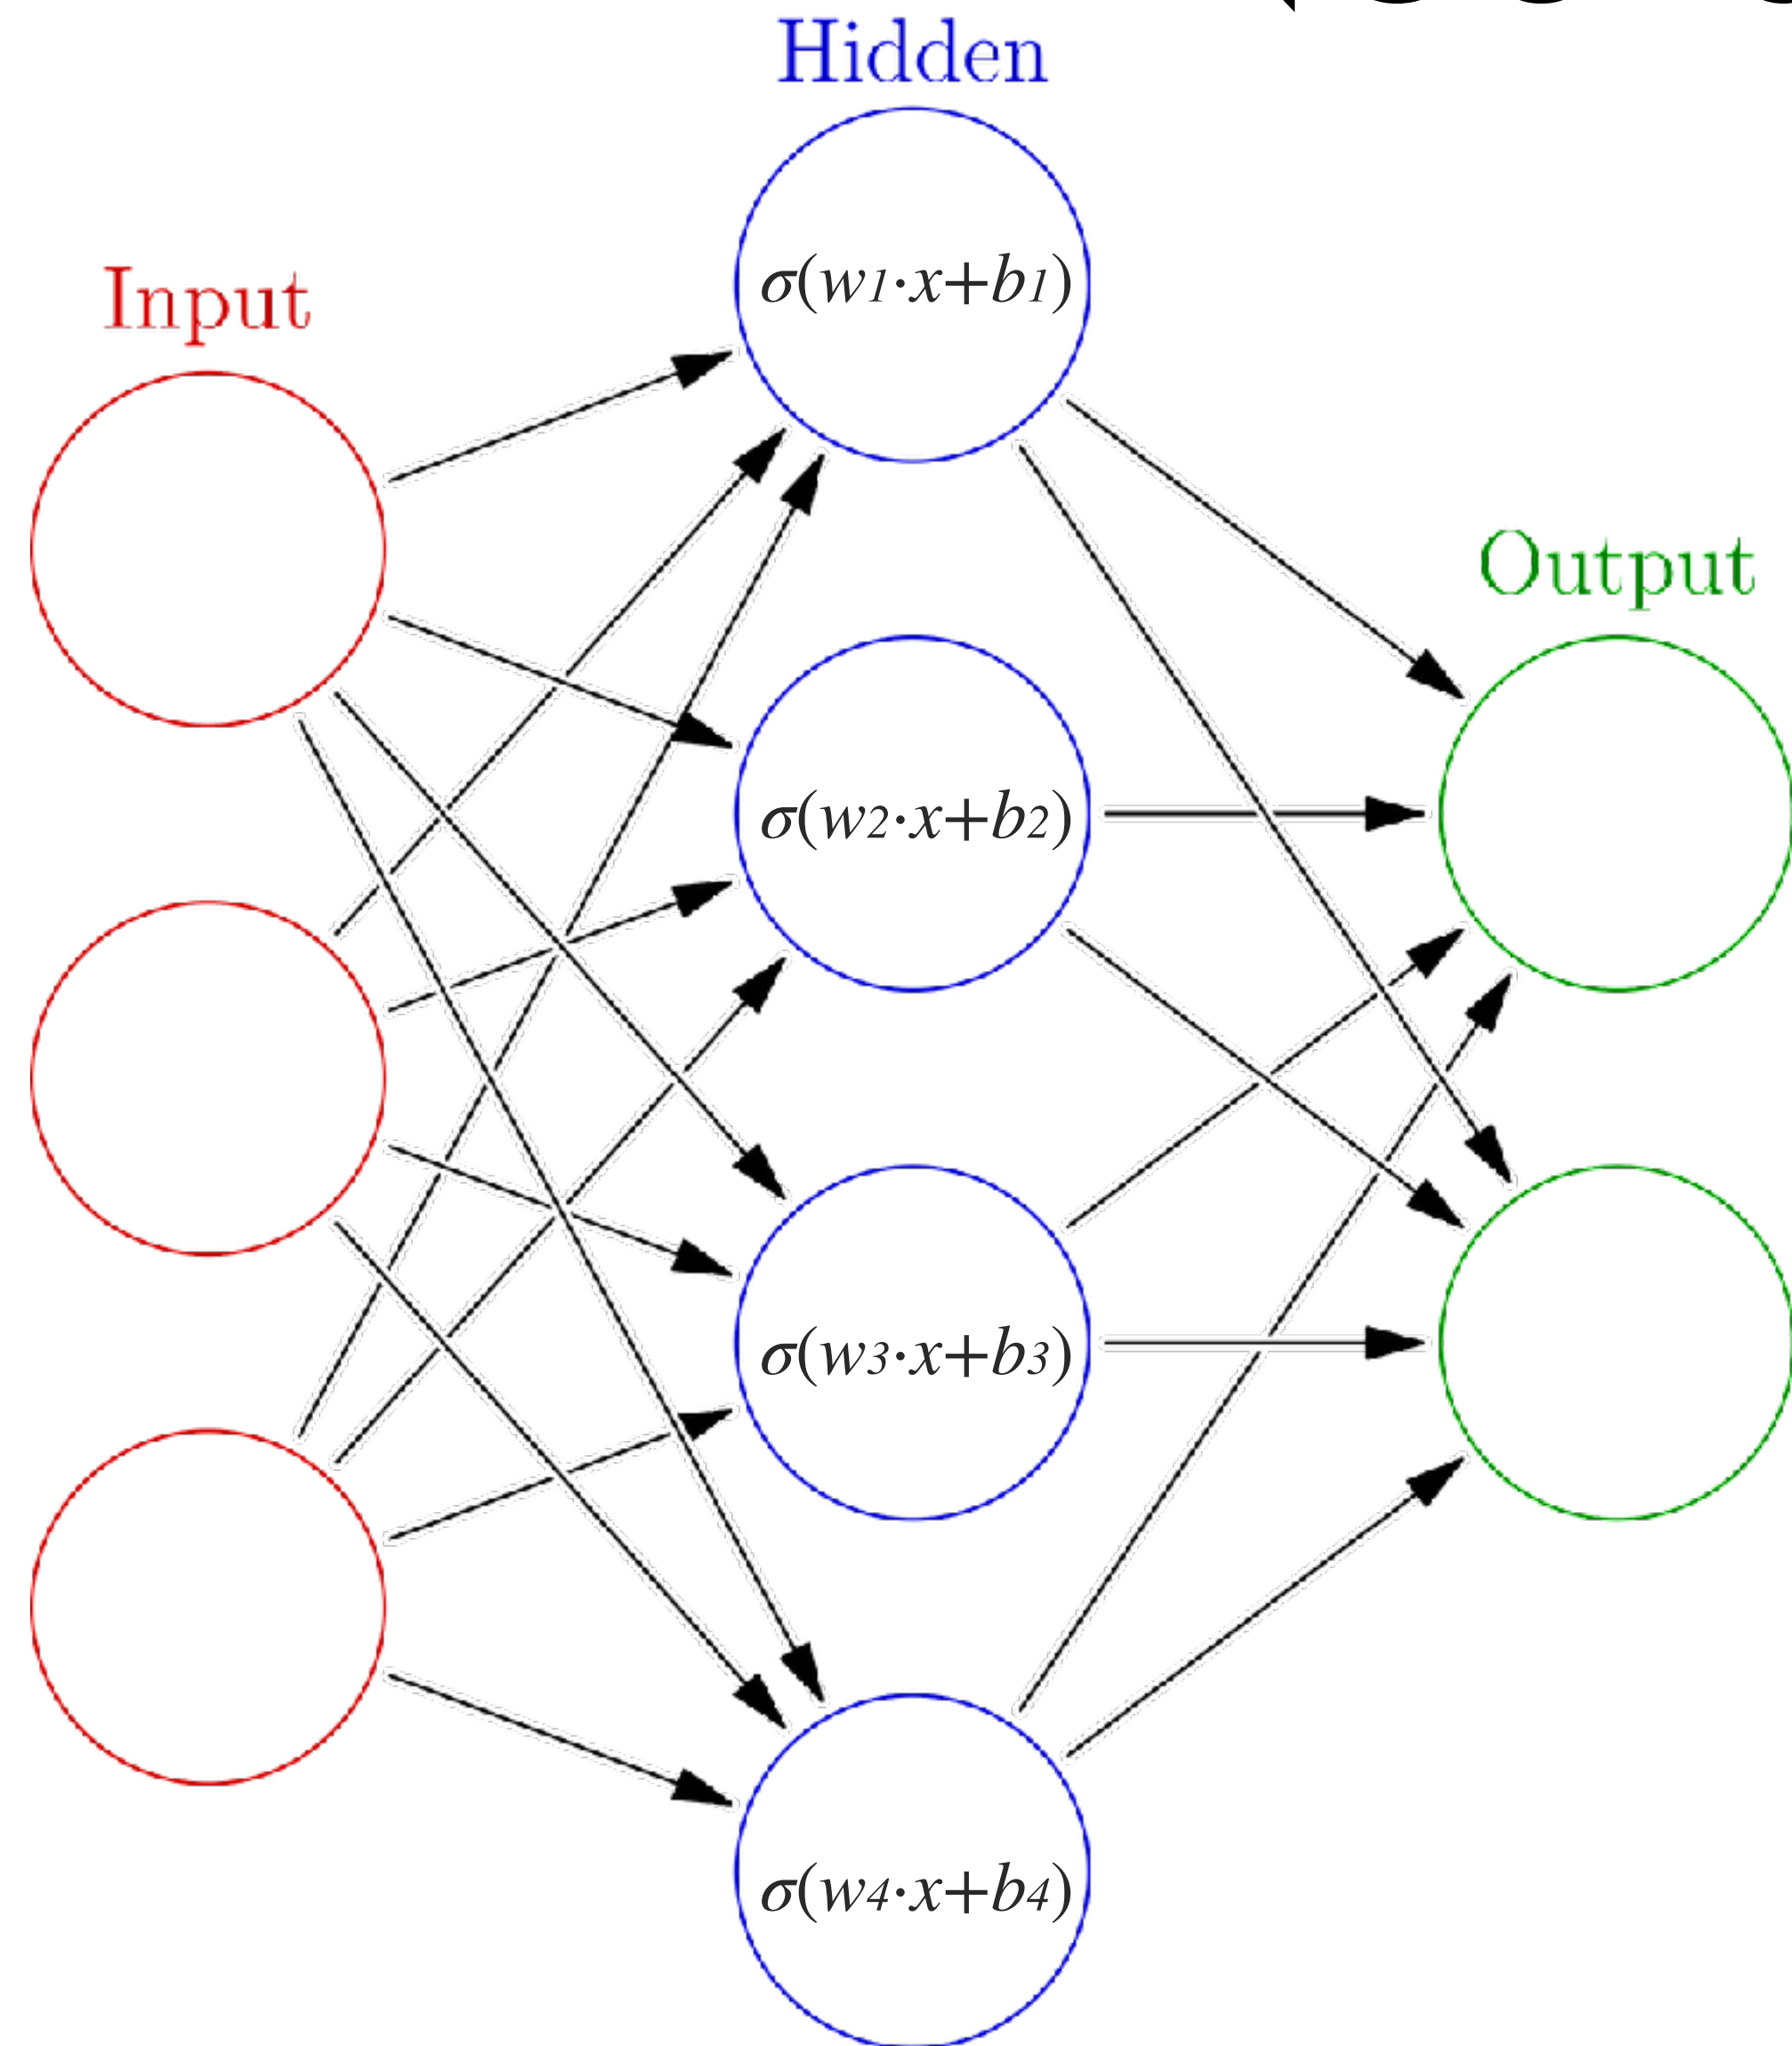 Hidden
Input
Output
σ(w1·x+b1)
σ(w2·x+b2)
σ(w3·x+b3)
σ(w4·x+b4)